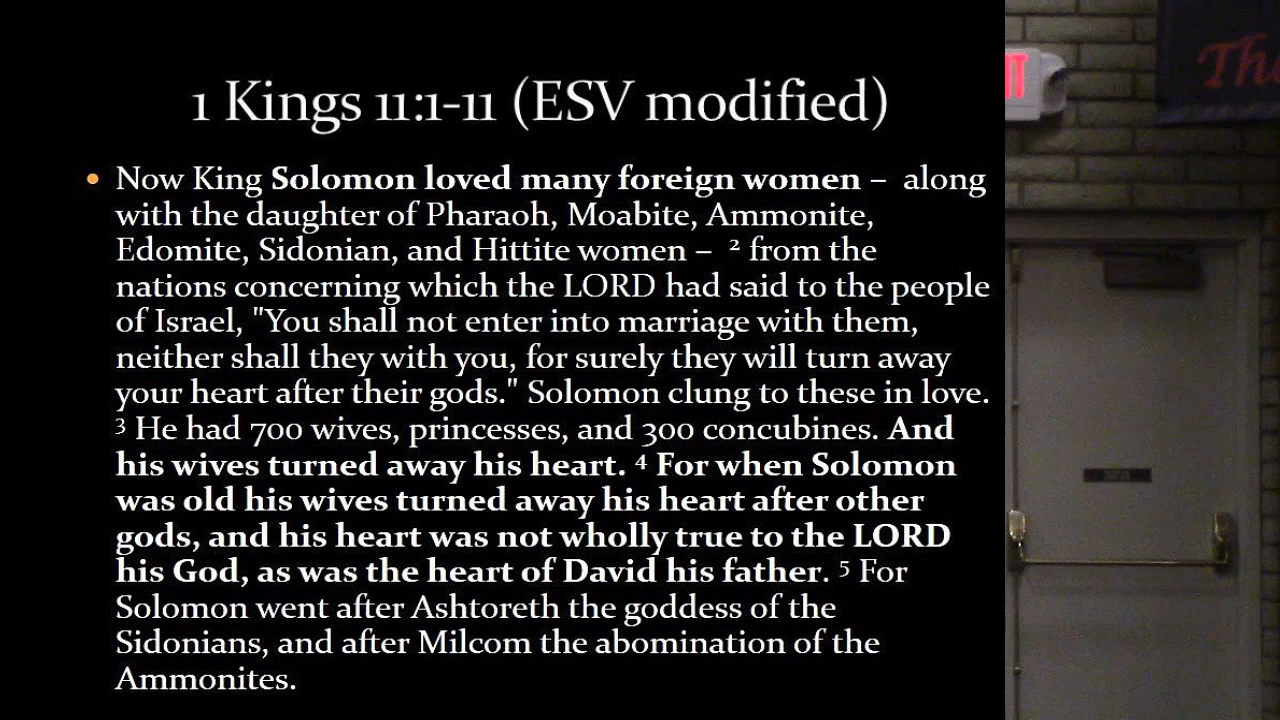 1 Kings 11:1-11 (ESV modified)
• Now King Solomon loved many foreign women – along
with the daughter of Pharaoh, Moabite, Ammonite,
Edomite, Sidonian, and Hittite women – ² from the
nations concerning which the LORD had said to the people
of Israel, "You shall not enter into marriage with them,
neither shall they with you, for surely they will turn away
your heart after their gods." Solomon clung to these in love.
³ He had 700 wives, princesses, and 300 concubines. And
his wives turned away his heart. ⁴ For when Solomon
was old his wives turned away his heart after other
gods, and his heart was not wholly true to the LORD
his God, as was the heart of David his father. ⁵ For
Solomon went after Ashtoreth the goddess of the
Sidonians, and after Milcom the abomination of the
Ammonites.